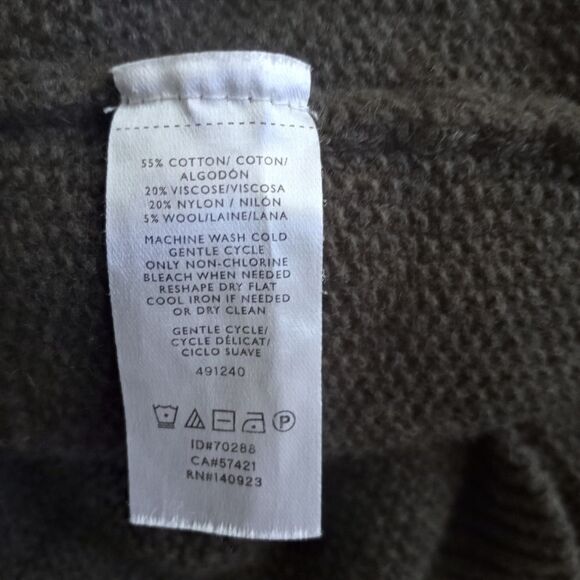 55% COTTON/ COTON/
ALGODÓN
20% VISCOSE/VISCOSA
20% NYLON / NILÓN
5% WOOL/LAINE/LANA
MACHINE WASH COLD
GENTLE CYCLE
ONLY NON-CHLORINE
BLEACH WHEN NEEDED
RESHAPE DRY FLAT
COOL IRON IF NEEDED
OR DRY CLEAN
GENTLE CYCLE/
CYCLE DÉLICAT/
CICLO SUAVE
491240
P
ID#70288
CA#57421
RN#140923